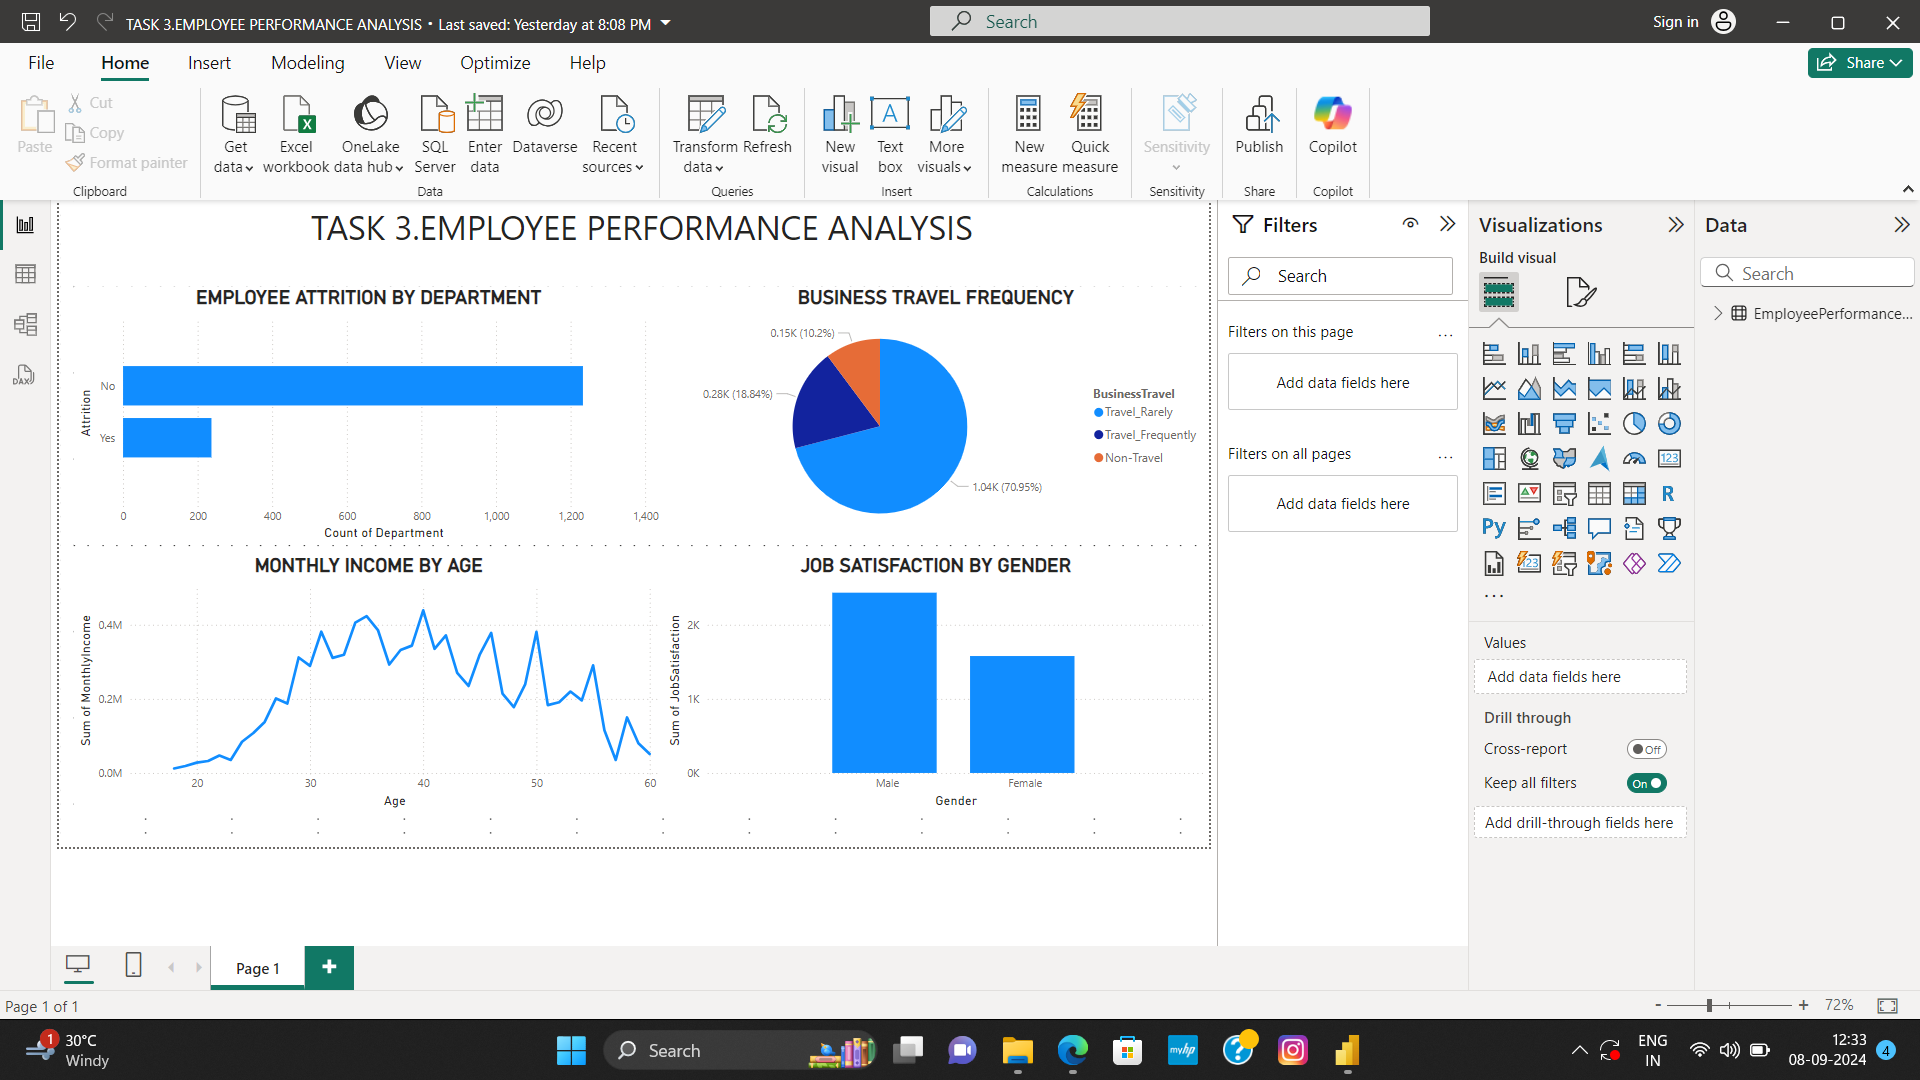 TASK 3.EMPLOYEE PERFORMANCE ANALYSIS • Last saved: Yesterday at 8:08 PM
Search
Sign in
File Home Insert Modeling View Optimize Help
Share
Paste
Cut
Copy
Format painter
Clipboard
Get data
Excel workbook
OneLake data hub
SQL Server
Enter data
Dataverse
Recent sources
Data
Transform data
Refresh
Queries
New visual
Text box
More visuals
Insert
New measure
Quick measure
Calculations
Sensitivity
Sensitivity
Publish
Share
Copilot
Copilot
TASK 3.EMPLOYEE PERFORMANCE ANALYSIS
EMPLOYEE ATTRITION BY DEPARTMENT
Attrition
No
Yes
0 200 400 600 800 1,000 1,200 1,400
Count of Department
BUSINESS TRAVEL FREQUENCY
0.15K (10.2%)
0.28K (18.84%)
1.04K (70.95%)
BusinessTravel
Travel_Rarely
Travel_Frequently
Non-Travel
MONTHLY INCOME BY AGE
Sum of MonthlyIncome
0.4M
0.2M
0.0M
20 30 40 50 60
Age
JOB SATISFACTION BY GENDER
Sum of JobSatisfaction
2K
1K
0K
Male Female
Gender
Filters
Search
Filters on this page ...
Add data fields here
Filters on all pages ...
Add data fields here
Visualizations
Build visual
123
R
Py
123
...
Values
Add data fields here
Drill through
Cross-report Off
Keep all filters On
Add drill-through fields here
Data
Search
EmployeePerformance...
DAX
Page 1
+
Page 1 of 1
- + 72%
1
30°C
Windy
Search
myhp
?
ENG
IN
12:33
08-09-2024
4